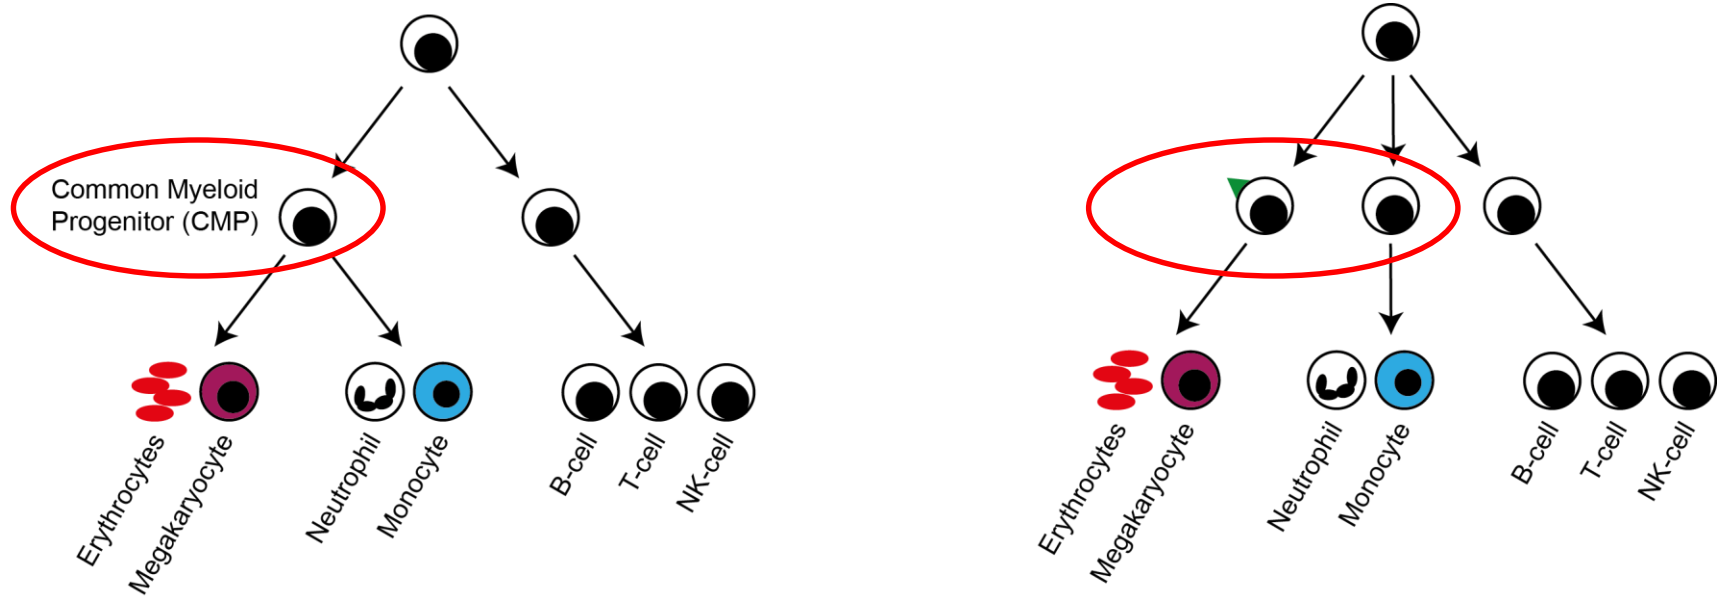 Common Myeloid
Progenitor (CMP)
Erythrocytes
Megakaryocyte
Neutrophil
Monocyte
B-cell
T-cell
NK-cell
Erythrocytes
Megakaryocyte
Neutrophil
Monocyte
B-cell
T-cell
NK-cell